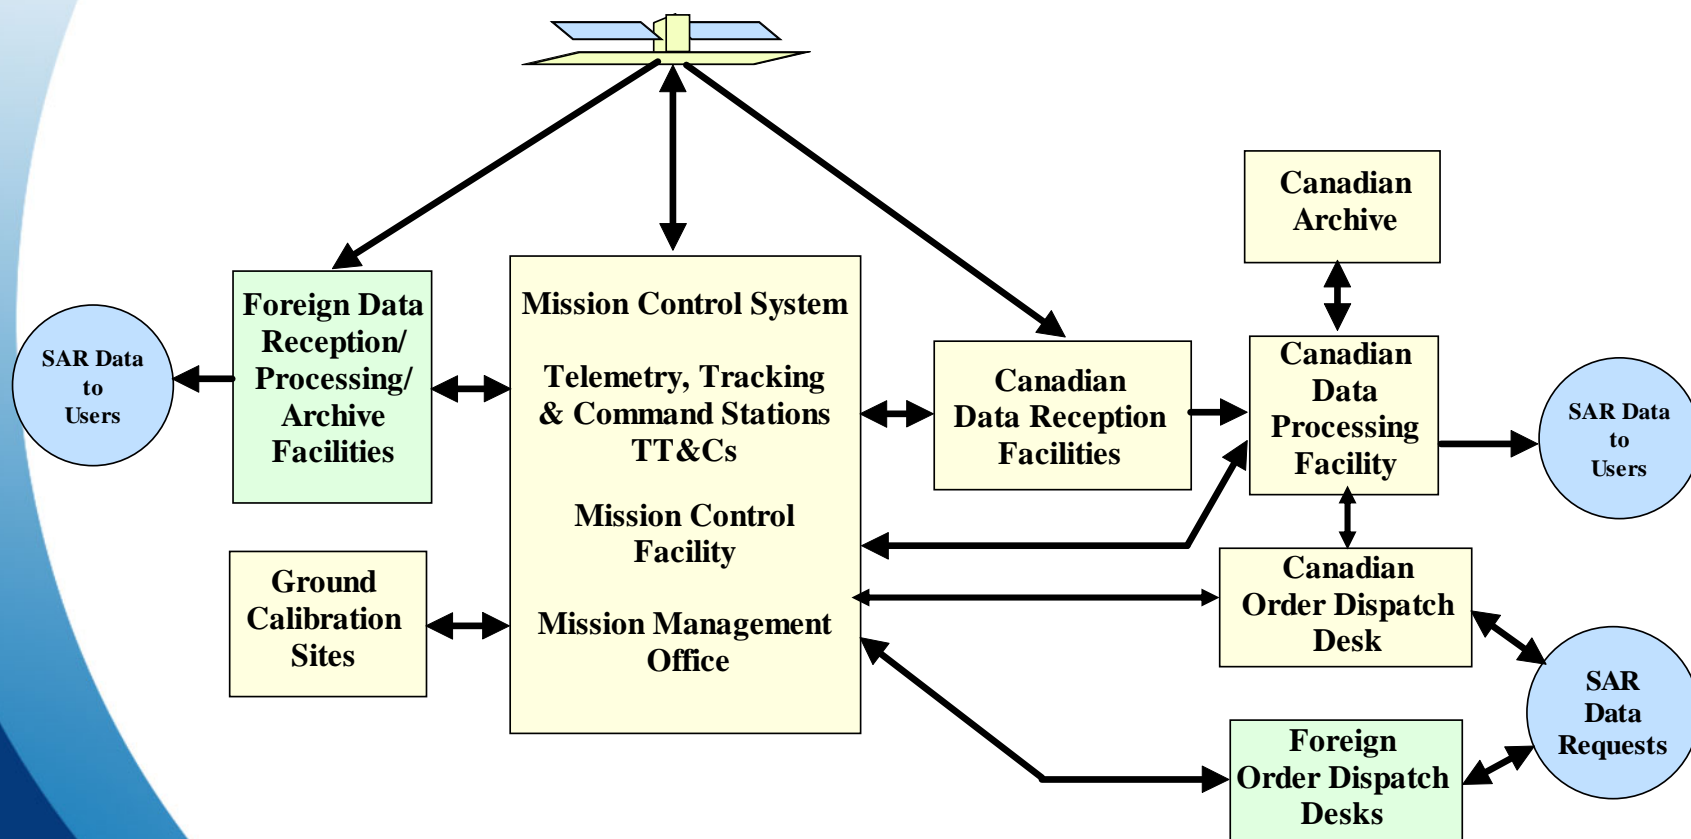 Canadian
Archive
Foreign Data
Reception/
Processing/
Archive
Facilities
SAR Data
to
Users
Mission Control System
Telemetry, Tracking
& Command Stations
TT&Cs
Mission Control
Facility
Mission Management
Office
Canadian
Data Reception
Facilities
Canadian
Data
Processing
Facility
SAR Data
to
Users
Ground
Calibration
Sites
Canadian
Order Dispatch
Desk
SAR
Data
Requests
Foreign
Order Dispatch
Desks